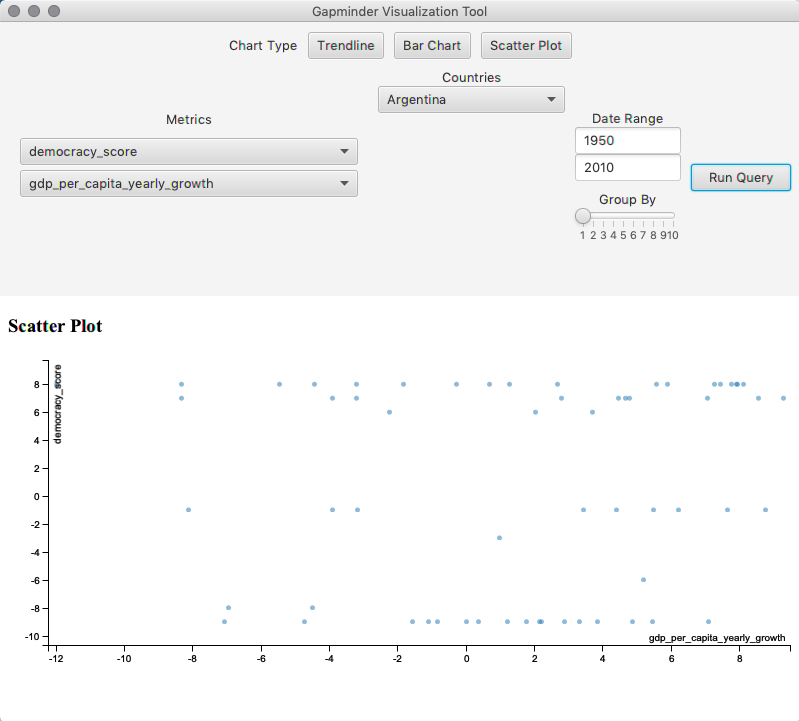 Gapminder Visualization Tool
Chart Type Trendline Bar Chart Scatter Plot
Countries
Argentina
Metrics
democracy_score
gdp_per_capita_yearly_growth
Date Range
1950
2010
Run Query
Group By
1 2 3 4 5 6 7 8 9 10
Scatter Plot
democracy_score
8
6
4
2
0
-2
-4
-6
-8
-10
gdp_per_capita_yearly_growth
-12 -10 -8 -6 -4 -2 0 2 4 6 8